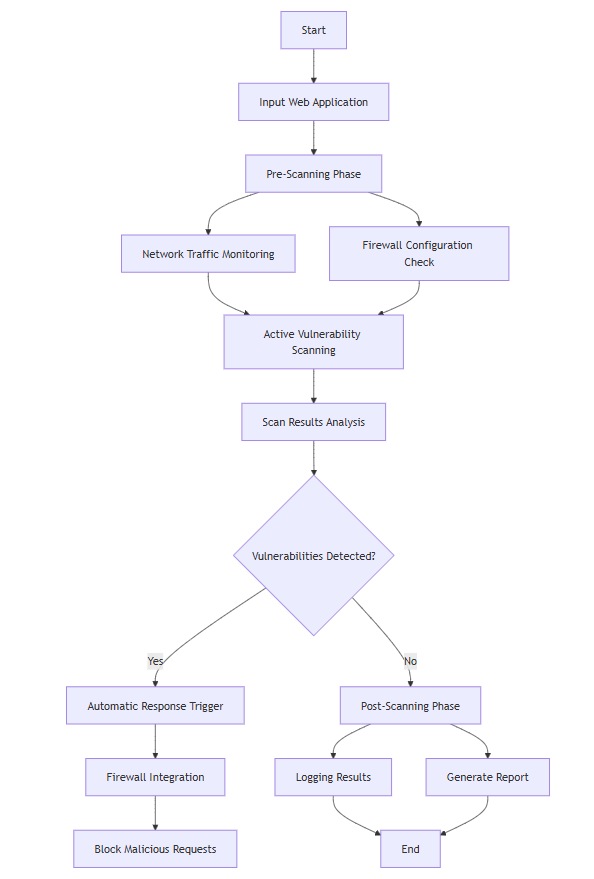 Start
Input Web Application
Pre-Scanning Phase
Network Traffic Monitoring
Firewall Configuration
Check
Active Vulnerability
Scanning
Scan Results Analysis
Vulnerabilities Detected?
Yes
No
Automatic Response Trigger
Post-Scanning Phase
Firewall Integration
Logging Results
Generate Report
Block Malicious Requests
End